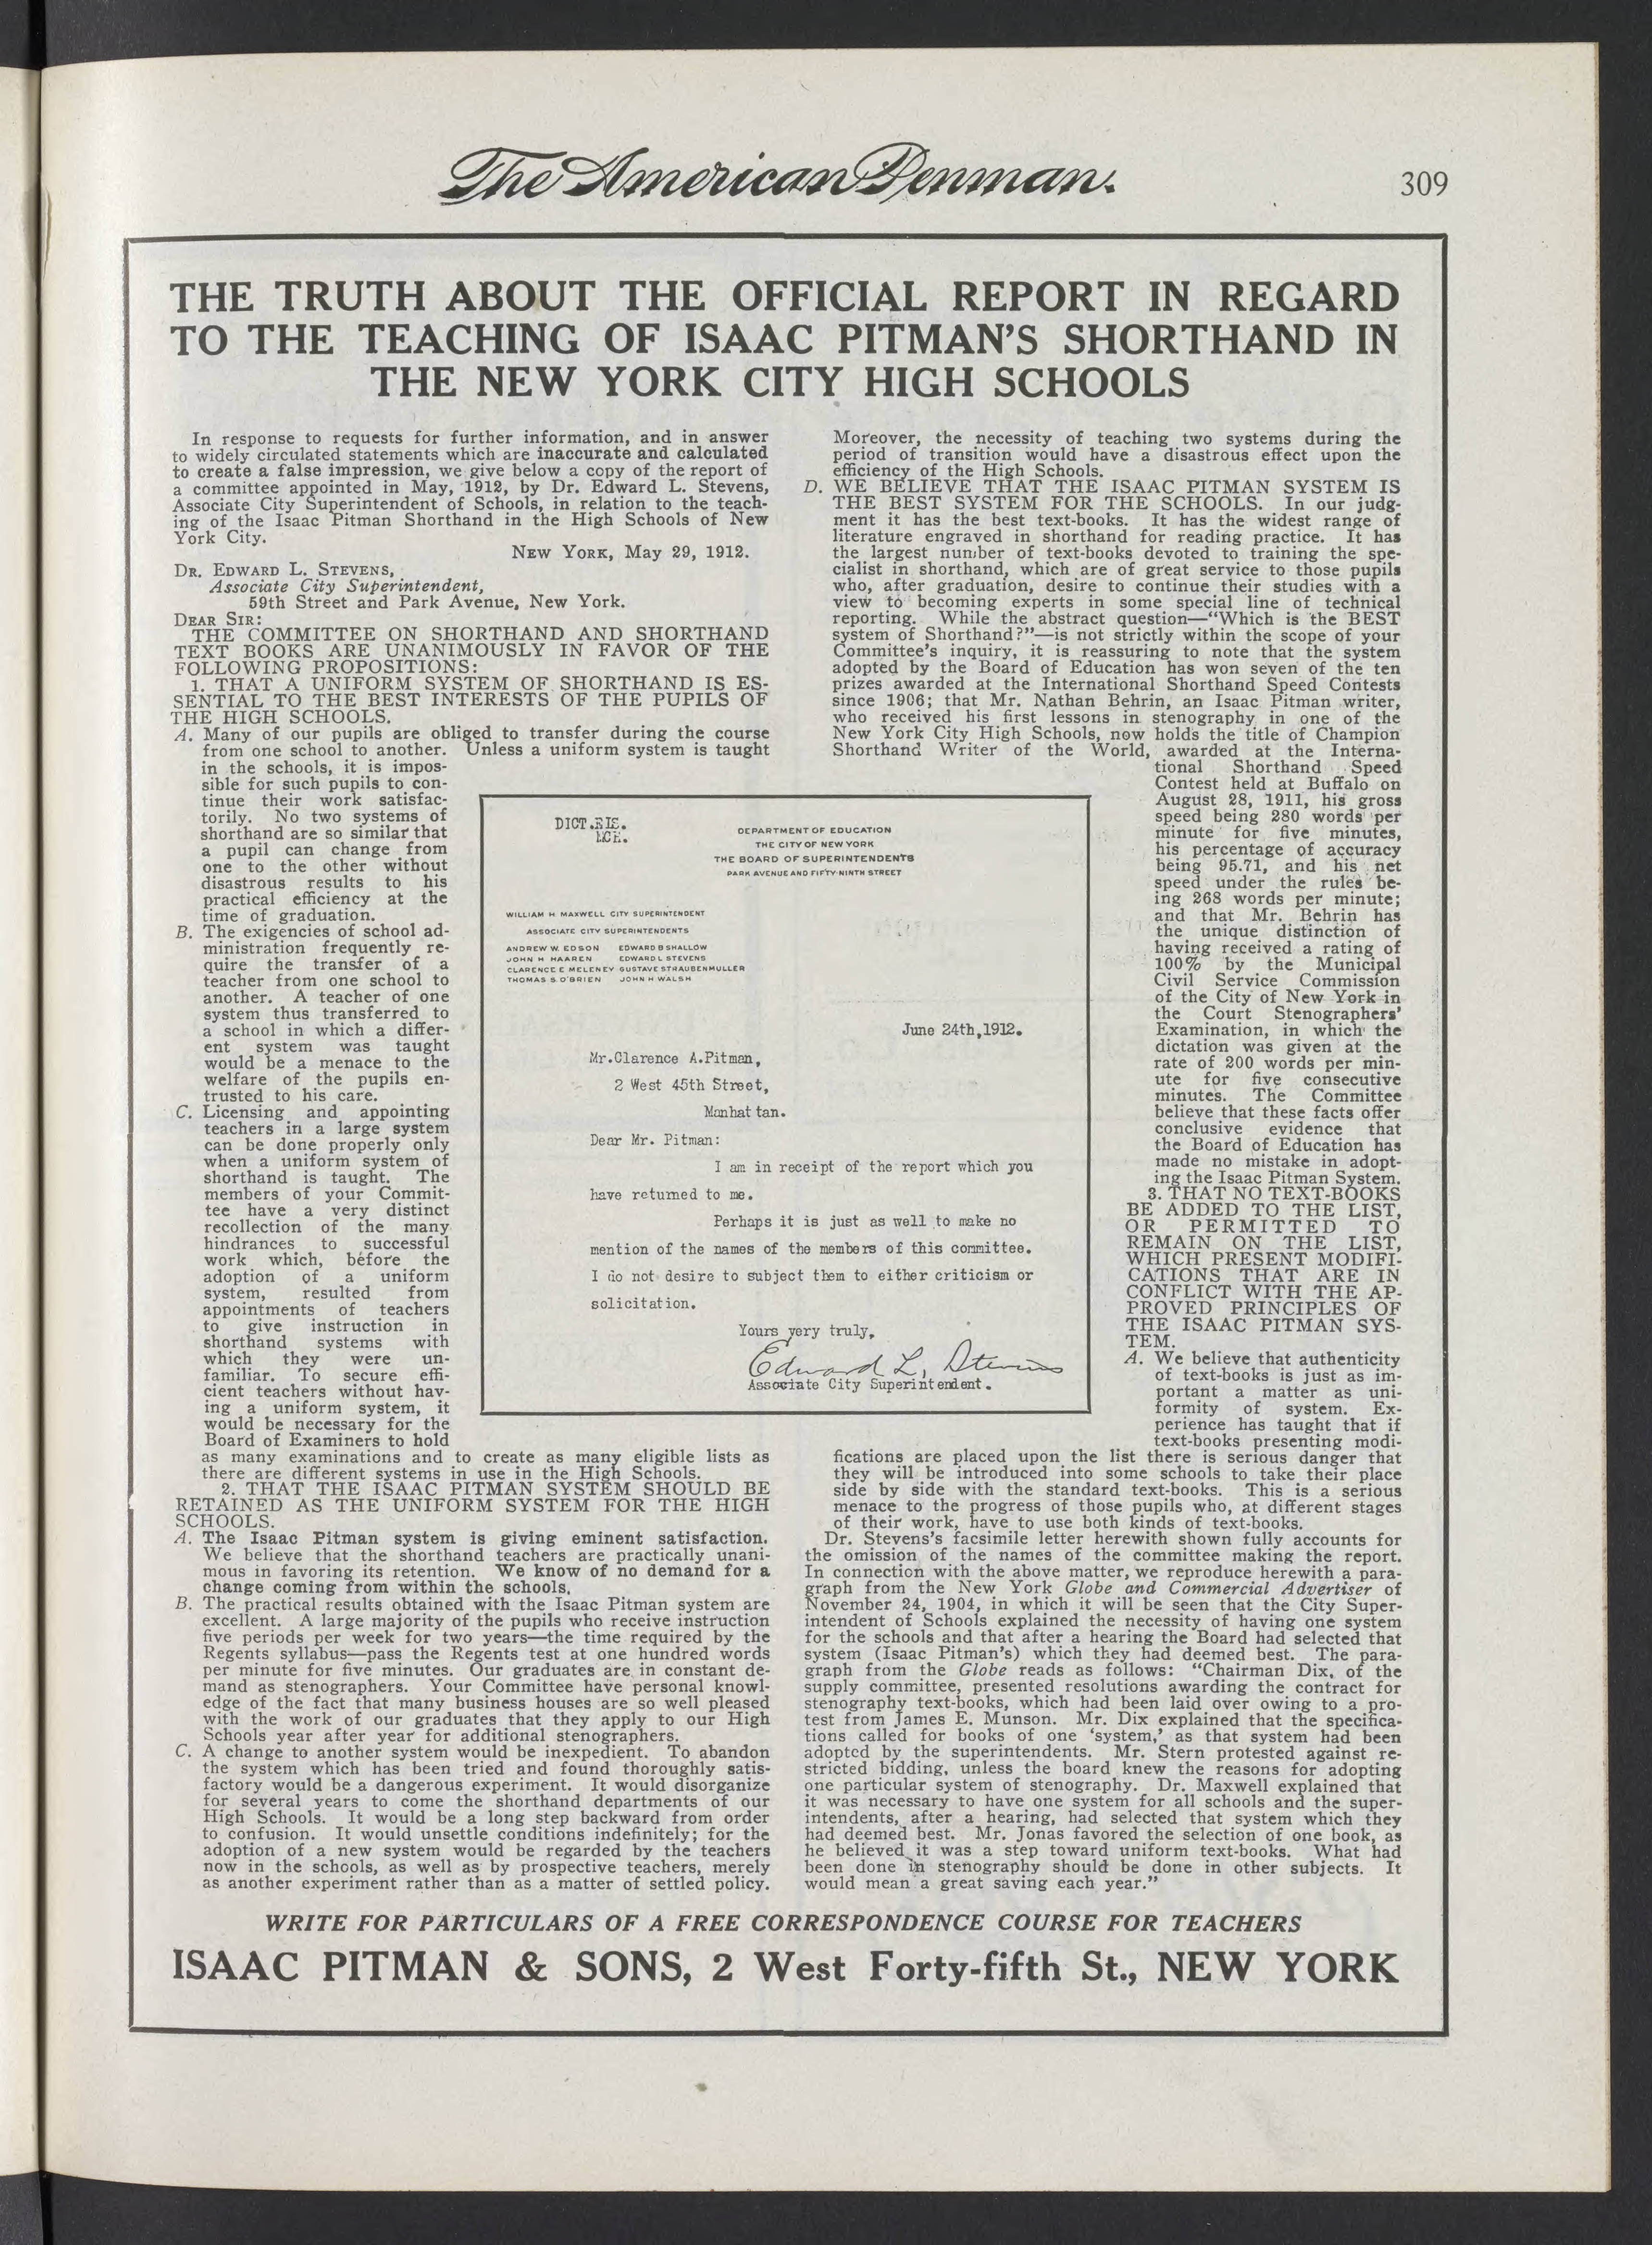 The American Penman.
309
THE TRUTH ABOUT THE OFFICIAL REPORT IN REGARD
TO THE TEACHING OF ISAAC PITMAN'S SHORTHAND IN
THE NEW YORK CITY HIGH SCHOOLS
In response to requests for further information, and in answer
to widely circulated statements which are inaccurate and calculated
to create a false impression, we give below a copy of the report of
a committee appointed in May, 1912, by Dr. Edward L. Stevens,
Associate City Superintendent of Schools, in relation to the teach-
ing of the Isaac Pitman Shorthand in the High Schools of New
York City.
NEW YORK, May 29, 1912.
DR. EDWARD L. STEVENS,
Associate City Superintendent,
59th Street and Park Avenue, New York.
DEAR SIR:
THE COMMITTEE ON SHORTHAND AND SHORTHAND
TEXT BOOKS ARE UNANIMOUSLY IN FAVOR OF THE
FOLLOWING PROPOSITIONS:
1. THAT A UNIFORM SYSTEM OF SHORTHAND IS ES-
SENTIAL TO THE BEST INTERESTS OF THE PUPILS OF
THE HIGH SCHOOLS.
A. Many of our pupils are obliged to transfer during the course
from one school to another. Unless a uniform system is taught
in the schools, it is impos-
sible for such pupils to con-
tinue their work satisfac-
torily. No two systems of
shorthand are so similar that
a pupil can change from
one to the other without
disastrous results to his
practical efficiency at the
time of graduation.
B. The exigencies of school ad-
ministration frequently re-
quire the transfer of a
teacher from one school to
another. A teacher of one
system thus transferred to
a school in which a differ-
ent system was taught
would be a menace to the
welfare of the pupils en-
trusted to his care.
C. Licensing and appointing
teachers in a large system
can be done properly only
when a uniform system of
shorthand is taught. The
members of your Commit-
tee have a very distinct
recollection of the many
hindrances to successful
work which, before the
adoption of a uniform
system, resulted from
appointments of teachers
to give instruction in
shorthand systems with
which they were un-
familiar. To secure effi-
cient teachers without hav-
ing a uniform system, it
would be necessary for the
Board of Examiners to hold
as many examinations and to create as many eligible lists as
there are different systems in use in the High Schools.
2. THAT THE ISAAC PITMAN SYSTEM SHOULD BE
RETAINED AS THE UNIFORM SYSTEM FOR THE HIGH
SCHOOLS.
A. The Isaac Pitman system is giving eminent satisfaction.
We believe that the shorthand teachers are practically unani-
mous in favoring its retention. We know of no demand for a
change coming from within the schools.
B. The practical results obtained with the Isaac Pitman system are
excellent. A large majority of the pupils who receive instruction
five periods per week for two years—the time required by the
Regents syllabus—pass the Regents test at one hundred words
per minute for five minutes. Our graduates are in constant de-
mand as stenographers. Your Committee have personal knowl-
edge of the fact that many business houses are so well pleased
with the work of our graduates that they apply to our High
Schools year after year for additional stenographers.
C. A change to another system would be inexpedient. To abandon
the system which has been tried and found thoroughly satis-
factory would be a dangerous experiment. It would disorganize
for several years to come the shorthand departments of our
High Schools. It would be a long step backward from order
to confusion. It would unsettle conditions indefinitely; for the
adoption of a new system would be regarded by the teachers
now in the schools, as well as by prospective teachers, merely
as another experiment rather than as a matter of settled policy.
DICT.EIS.
MCH.
DEPARTMENT OF EDUCATION
THE CITY OF NEW YORK
THE BOARD OF SUPERINTENDENTS
PARK AVENUE AND FIFTY-NINTH STREET
WILLIAM H MAXWELL CITY SUPERINTENDENT
ASSOCIATE CITY SUPERINTENDENTS
ANDREW W. EDSON EDWARD B SHALLOW
JOHN H HAAREN EDWARD L STEVENS
CLARENCE E MELENEY GUSTAVE STRAUBENMULLER
THOMAS S. O'BRIEN JOHN H WALSH
June 24th,1912.
Mr.Clarence A.Pitman,
2 West 45th Street,
Manhattan.
Dear Mr. Pitman:
I am in receipt of the report which you
have returned to me.
Perhaps it is just as well to make no
mention of the names of the members of this committee.
I do not desire to subject them to either criticism or
solicitation.
Yours very truly,
Edward L. Stevens
Associate City Superintendent.
Moreover, the necessity of teaching two systems during the
period of transition would have a disastrous effect upon the
efficiency of the High Schools.
D. WE BELIEVE THAT THE ISAAC PITMAN SYSTEM IS
THE BEST SYSTEM FOR THE SCHOOLS. In our judg-
ment it has the best text-books. It has the widest range of
literature engraved in shorthand for reading practice. It has
the largest number of text-books devoted to training the spe-
cialist in shorthand, which are of great service to those pupils
who, after graduation, desire to continue their studies with a
view to becoming experts in some special line of technical
reporting. While the abstract question—"Which is the BEST
system of Shorthand?"—is not strictly within the scope of your
Committee's inquiry, it is reassuring to note that the system
adopted by the Board of Education has won seven of the ten
prizes awarded at the International Shorthand Speed Contests
since 1906; that Mr. Nathan Behrin, an Isaac Pitman writer,
who received his first lessons in stenography in one of the
New York City High Schools, now holds the title of Champion
Shorthand Writer of the World, awarded at the Interna-
tional Shorthand Speed
Contest held at Buffalo on
August 28, 1911, his gross
speed being 280 words per
minute for five minutes,
his percentage of accuracy
being 95.71, and his net
speed under the rules be-
ing 268 words per minute;
and that Mr. Behrin has
the unique distinction of
having received a rating of
100% by the Municipal
Civil Service Commission
of the City of New York in
the Court Stenographers'
Examination, in which the
dictation was given at the
rate of 200 words per min-
ute for five consecutive
minutes. The Committee
believe that these facts offer
conclusive evidence that
the Board of Education has
made no mistake in adopt-
ing the Isaac Pitman System.
3. THAT NO TEXT-BOOKS
BE ADDED TO THE LIST,
OR PERMITTED TO
REMAIN ON THE LIST,
WHICH PRESENT MODIFI-
CATIONS THAT ARE IN
CONFLICT WITH THE AP-
PROVED PRINCIPLES OF
THE ISAAC PITMAN SYS-
TEM.
A. We believe that authenticity
of text-books is just as im-
portant a matter as uni-
formity of system. Ex-
perience has taught that if
text-books presenting modi-
fications are placed upon the list there is serious danger that
they will be introduced into some schools to take their place
side by side with the standard text-books. This is a serious
menace to the progress of those pupils who, at different stages
of their work, have to use both kinds of text-books.
Dr. Stevens's facsimile letter herewith shown fully accounts for
the omission of the names of the committee making the report.
In connection with the above matter, we reproduce herewith a para-
graph from the New York Globe and Commercial Advertiser of
November 24, 1904, in which it will be seen that the City Super-
intendent of Schools explained the necessity of having one system
for the schools and that after a hearing the Board had selected that
system (Isaac Pitman's) which they had deemed best. The para-
graph from the Globe reads as follows: "Chairman Dix, of the
supply committee, presented resolutions awarding the contract for
stenography text-books, which had been laid over owing to a pro-
test from James E. Munson. Mr. Dix explained that the specifica-
tions called for books of one 'system,' as that system had been
adopted by the superintendents. Mr. Stern protested against re-
stricted bidding, unless the board knew the reasons for adopting
one particular system of stenography. Dr. Maxwell explained that
it was necessary to have one system for all schools and the super-
intendents, after a hearing, had selected that system which they
had deemed best. Mr. Jonas favored the selection of one book, as
he believed it was a step toward uniform text-books. What had
been done in stenography should be done in other subjects. It
would mean a great saving each year."
WRITE FOR PARTICULARS OF A FREE CORRESPONDENCE COURSE FOR TEACHERS
ISAAC PITMAN & SONS, 2 West Forty-fifth St., NEW YORK